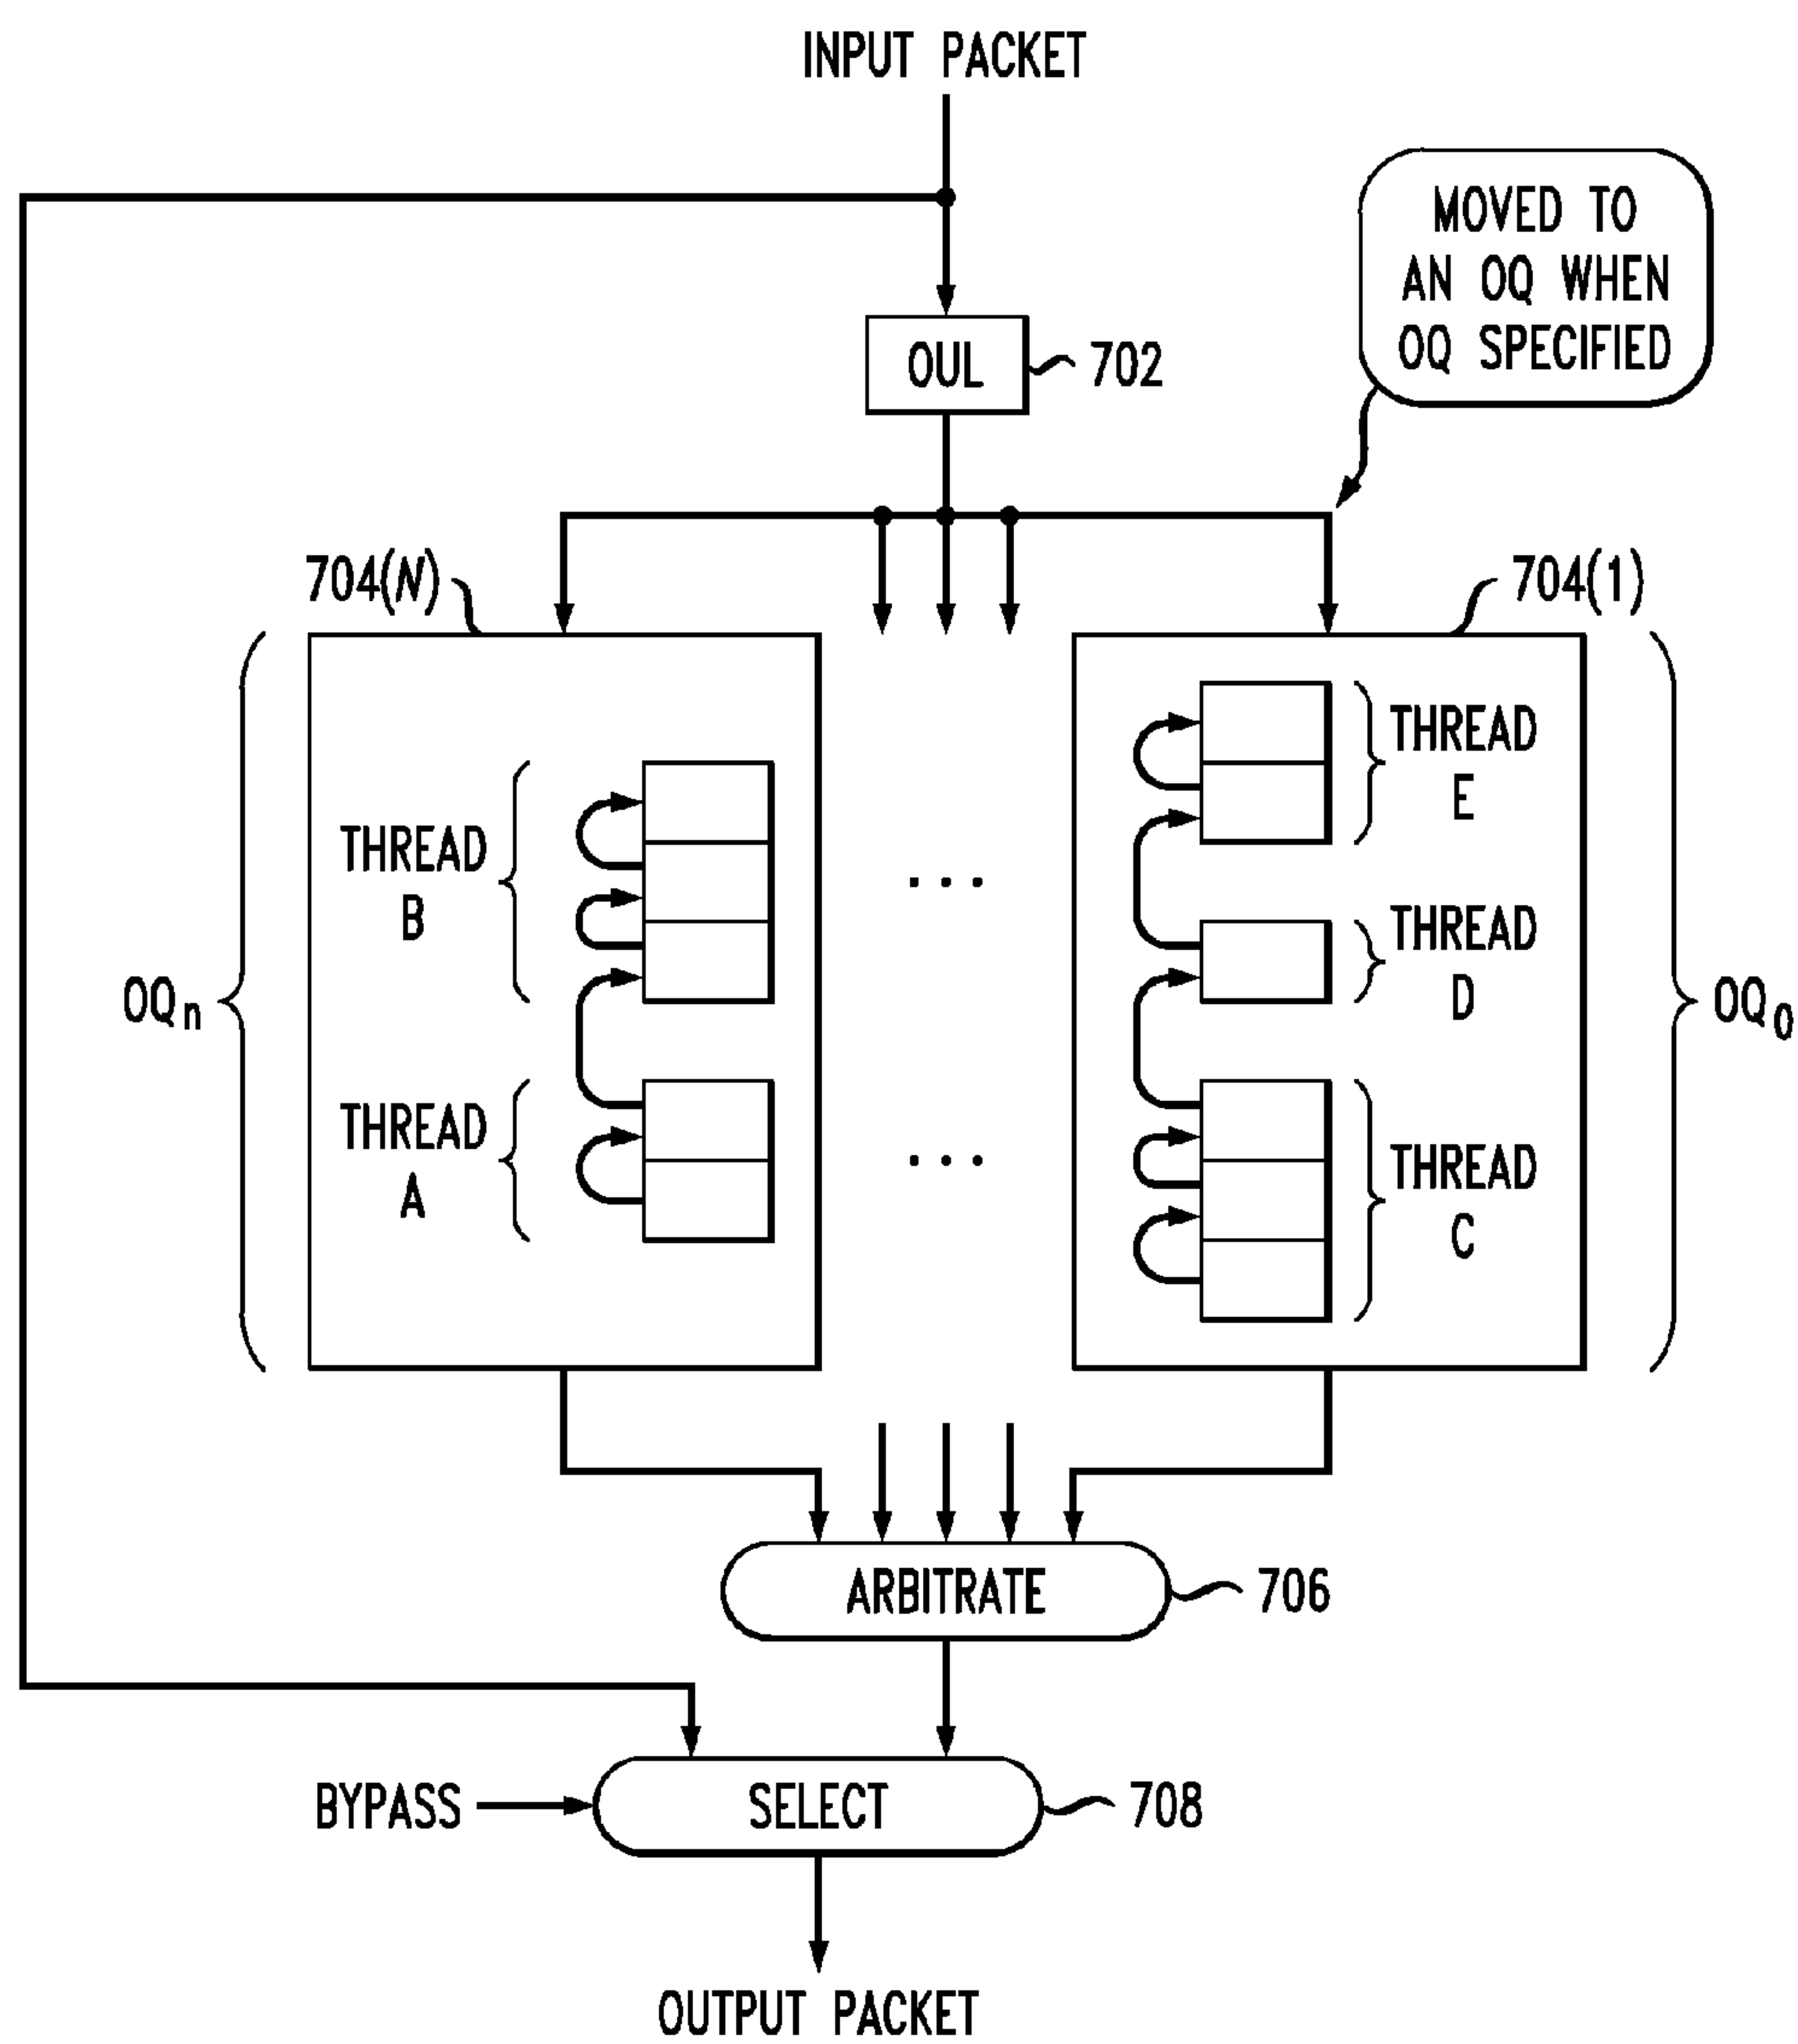 INPUT PACKET
MOVED TO
AN OQ WHEN
OQ SPECIFIED
OUL
702
704(N)
704(1)
THREAD
E
THREAD
B
THREAD
D
OQn
OQ0
THREAD
A
THREAD
C
. . .
. . .
ARBITRATE
706
BYPASS
SELECT
708
OUTPUT PACKET